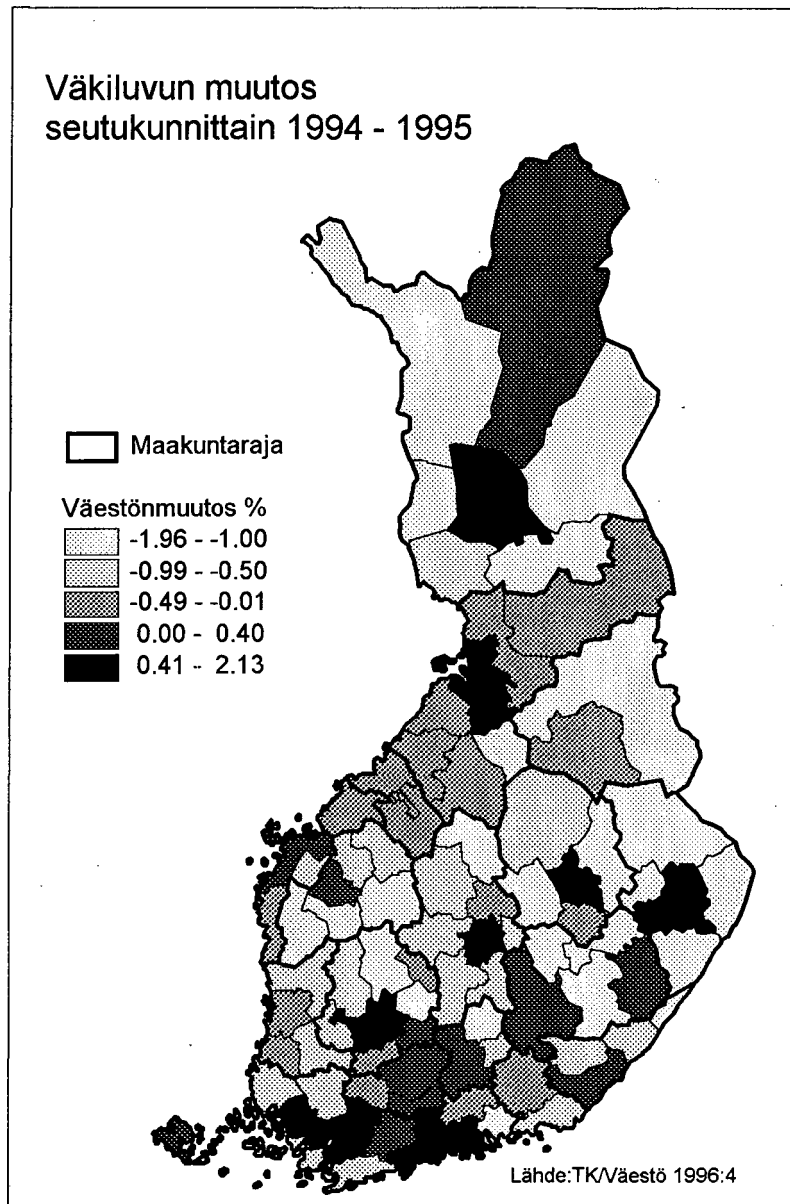 Väkiluvun muutos
seutukunnittain 1994 - 1995
Maakuntaraja
Väestönmuutos %
-1.96 - -1.00
-0.99 - -0.50
-0.49 - -0.01
0.00 - 0.40
0.41 - 2.13
Lähde:TK/Väestö 1996:4